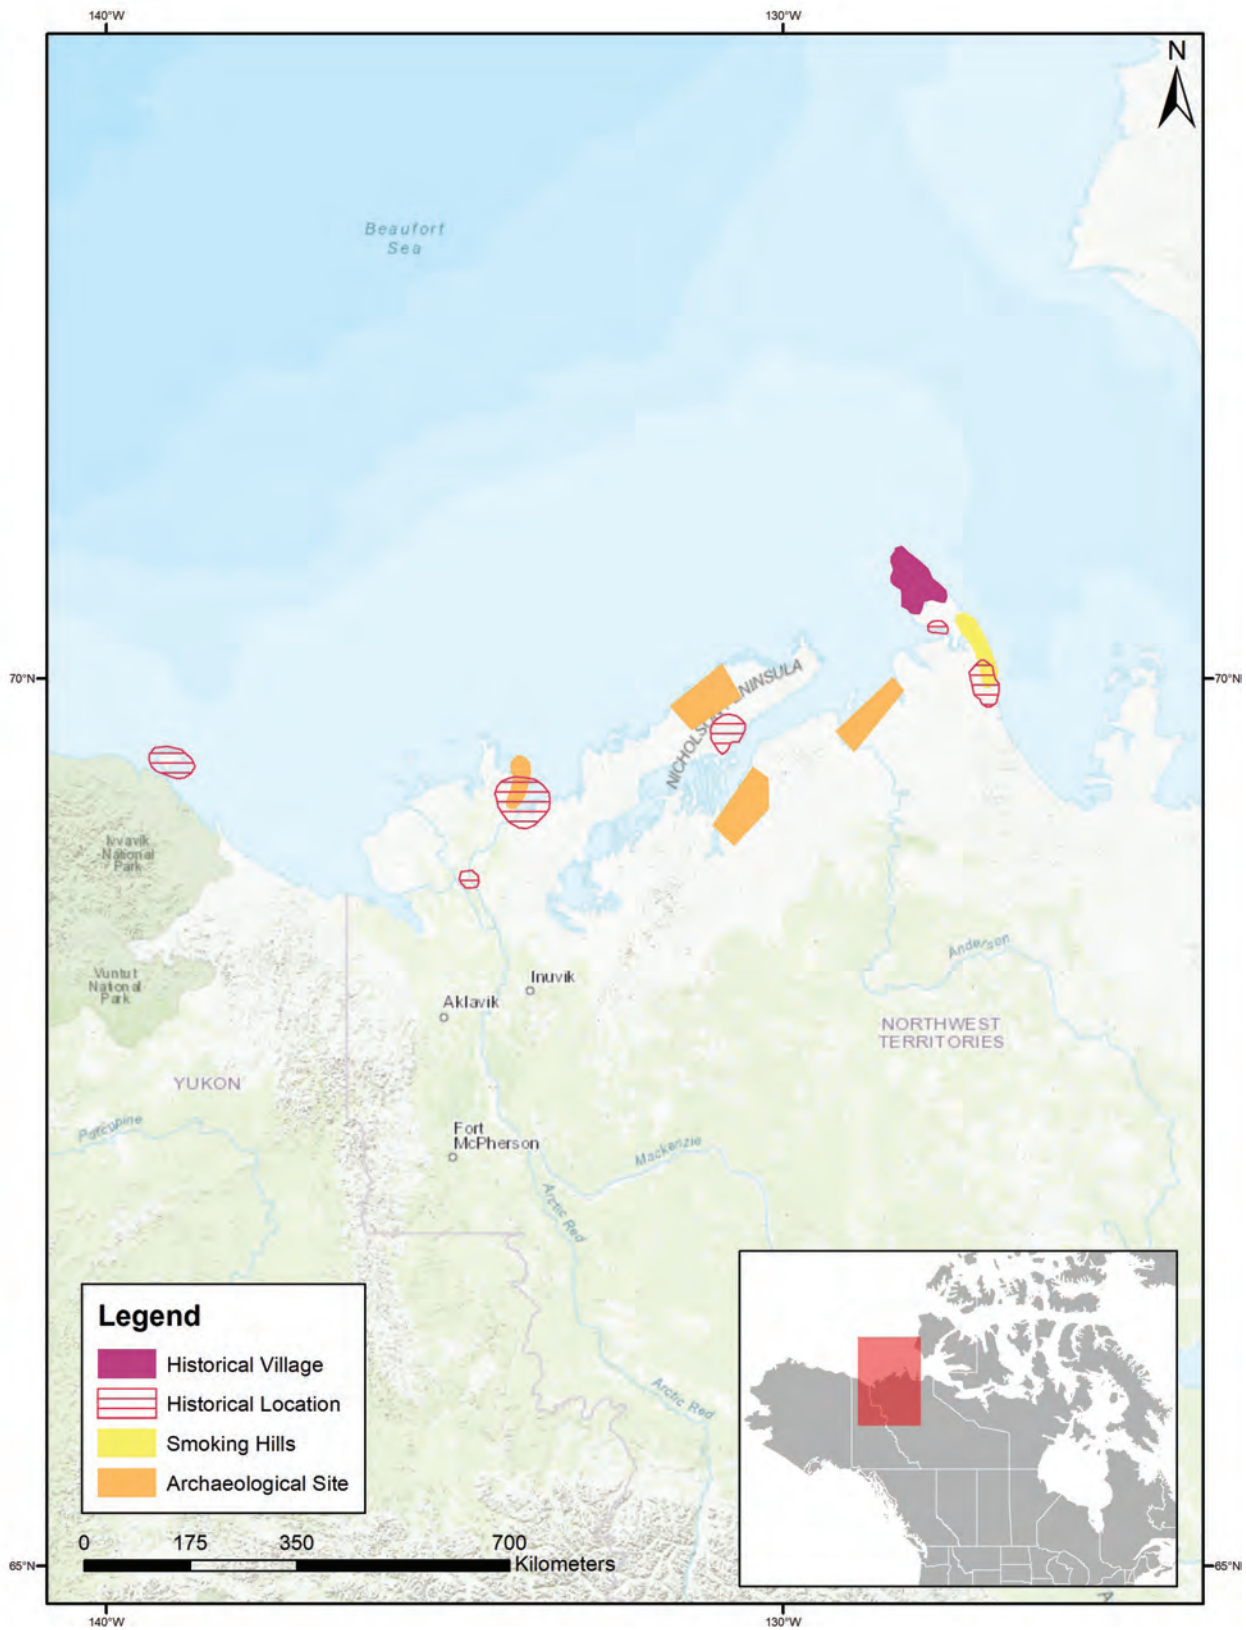 140°W
130°W
N
Beaufort
Sea
70°N
70°N
NICHOLSON PENINSULA
Ivvavik
National
Park
Vuntut
National
Park
Inuvik
Aklavik
Anderson
NORTHWEST
TERRITORIES
YUKON
Porcupine
Fort
McPherson
Mackenzie
Arctic Red
Arctic Red
Legend
Historical Village
Historical Location
Smoking Hills
Archaeological Site
0
175
350
700
Kilometers
65°N
65°N
140°W
130°W